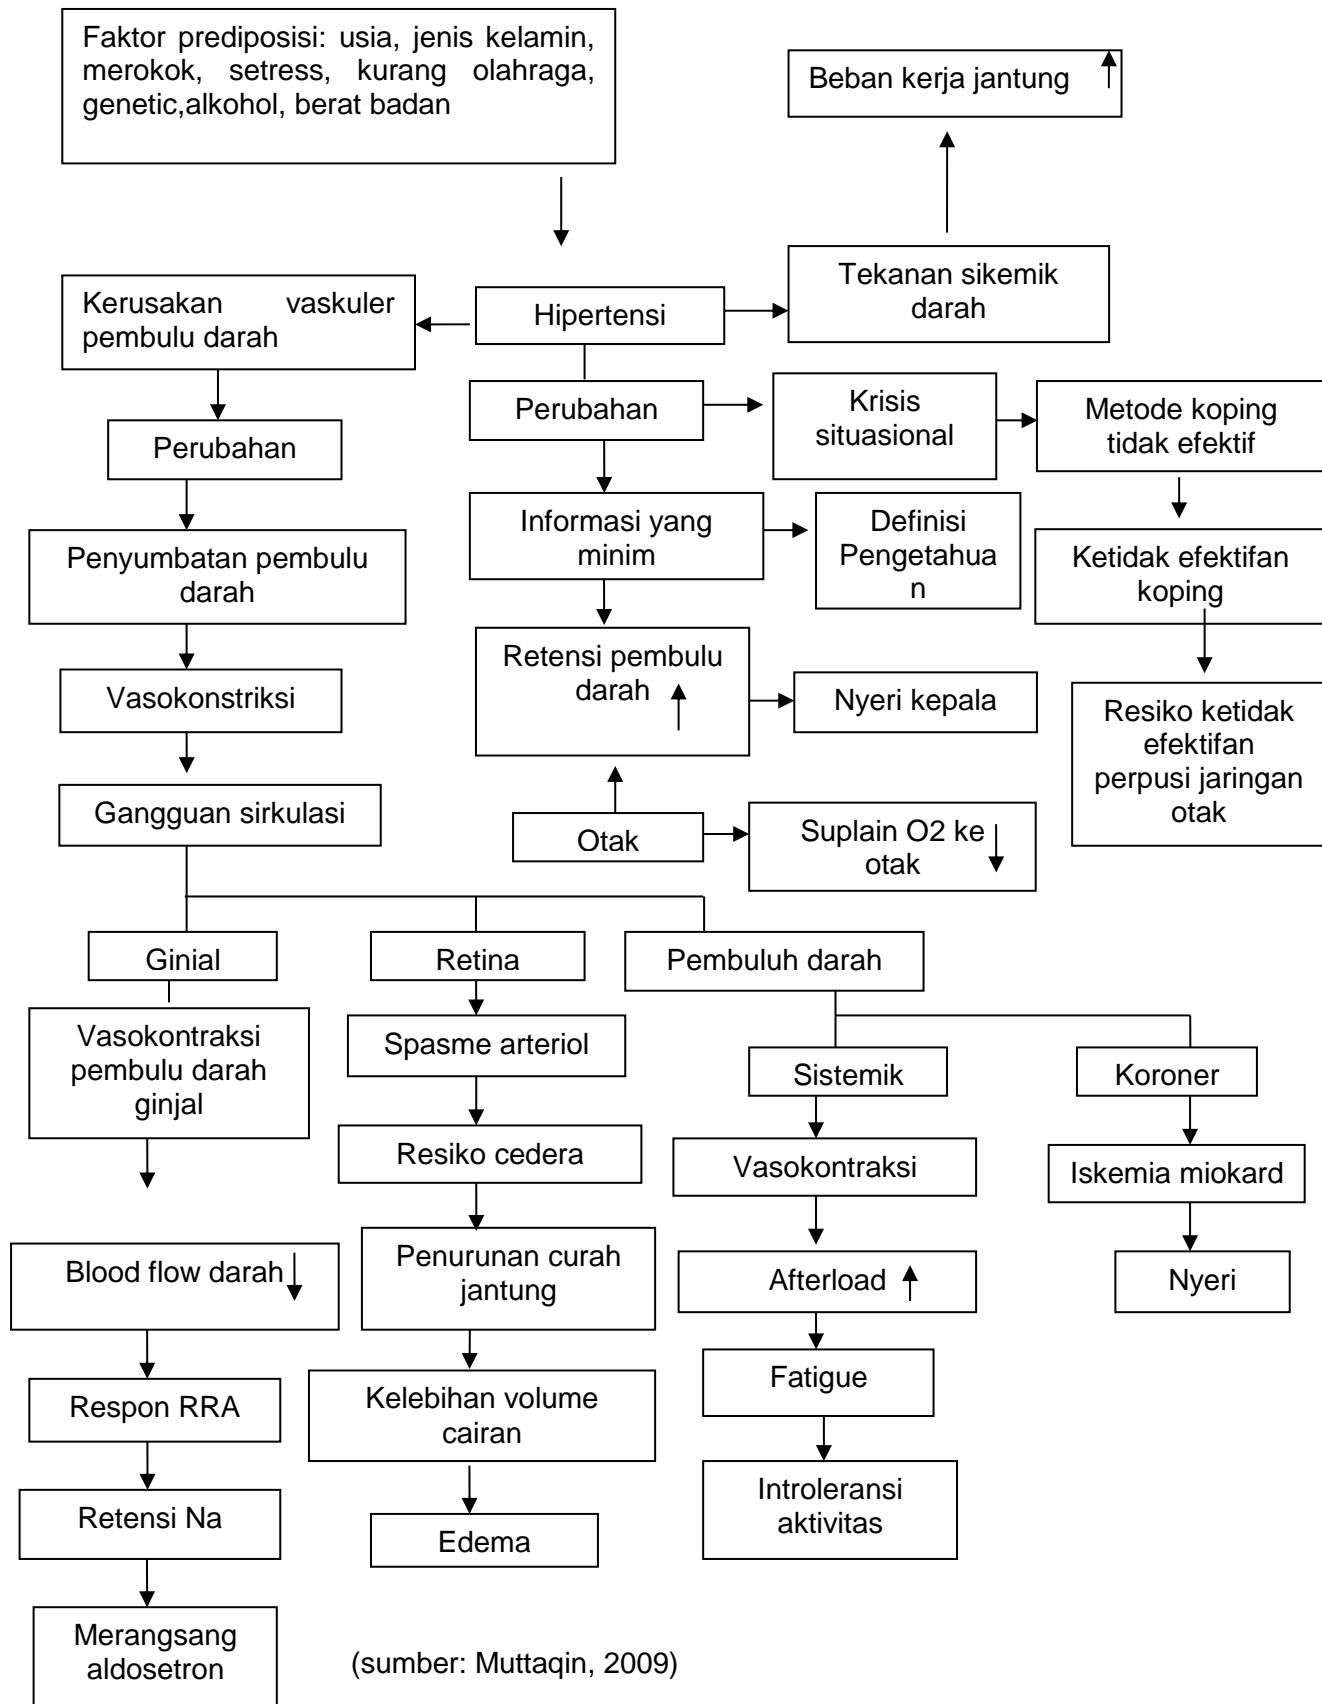 Faktor prediposisi: usia, jenis kelamin,
merokok, setress, kurang olahraga,
genetic,alkohol, berat badan
Beban kerja jantung
Tekanan sikemik
darah
Kerusakan vaskuler
pembulu darah
Hipertensi
Perubahan
Krisis
situasional
Metode koping
tidak efektif
Perubahan
Informasi yang
minim
Definisi
Pengetahua
n
Ketidak efektifan
koping
Penyumbatan pembulu
darah
Retensi pembulu
darah
Nyeri kepala
Resiko ketidak
efektifan
perpusi jaringan
otak
Vasokonstriksi
Gangguan sirkulasi
Otak
Suplain O2 ke
otak
Ginial
Retina
Pembuluh darah
Vasokontraksi
pembulu darah
ginjal
Spasme arteriol
Sistemik
Koroner
Resiko cedera
Vasokontraksi
Iskemia miokard
Blood flow darah
Penurunan curah
jantung
Afterload
Nyeri
Respon RRA
Kelebihan volume
cairan
Fatigue
Retensi Na
Edema
Introleransi
aktivitas
Merangsang
aldosetron
(sumber: Muttaqin, 2009)